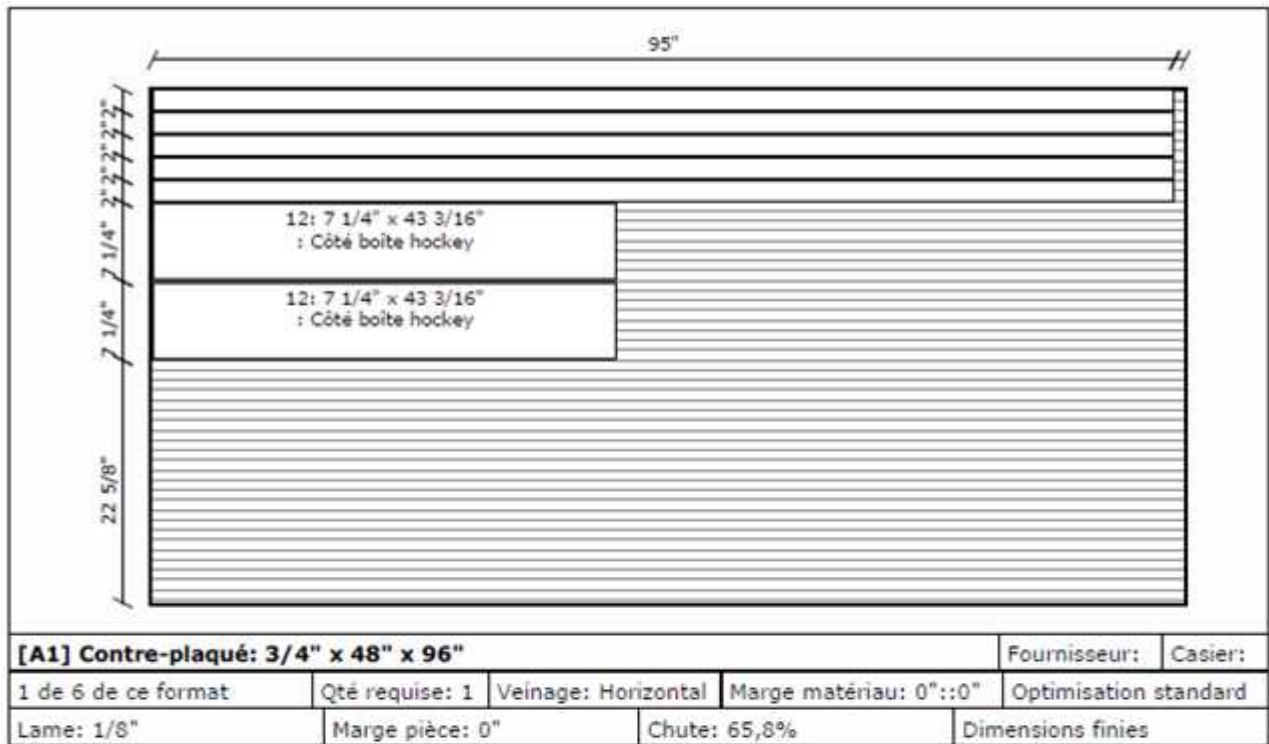 95"
2"
2"
2"
2"
2"
7 1/4"
7 1/4"
22 5/8"
12: 7 1/4" x 43 3/16"
: Côté boîte hockey
12: 7 1/4" x 43 3/16"
: Côté boîte hockey
[A1] Contre-plaqué: 3/4" x 48" x 96" Fournisseur: Casier:
1 de 6 de ce format Qté requise: 1 Veinage: Horizontal Marge matériau: 0"::0" Optimisation standard
Lame: 1/8" Marge pièce: 0" Chute: 65,8% Dimensions finies